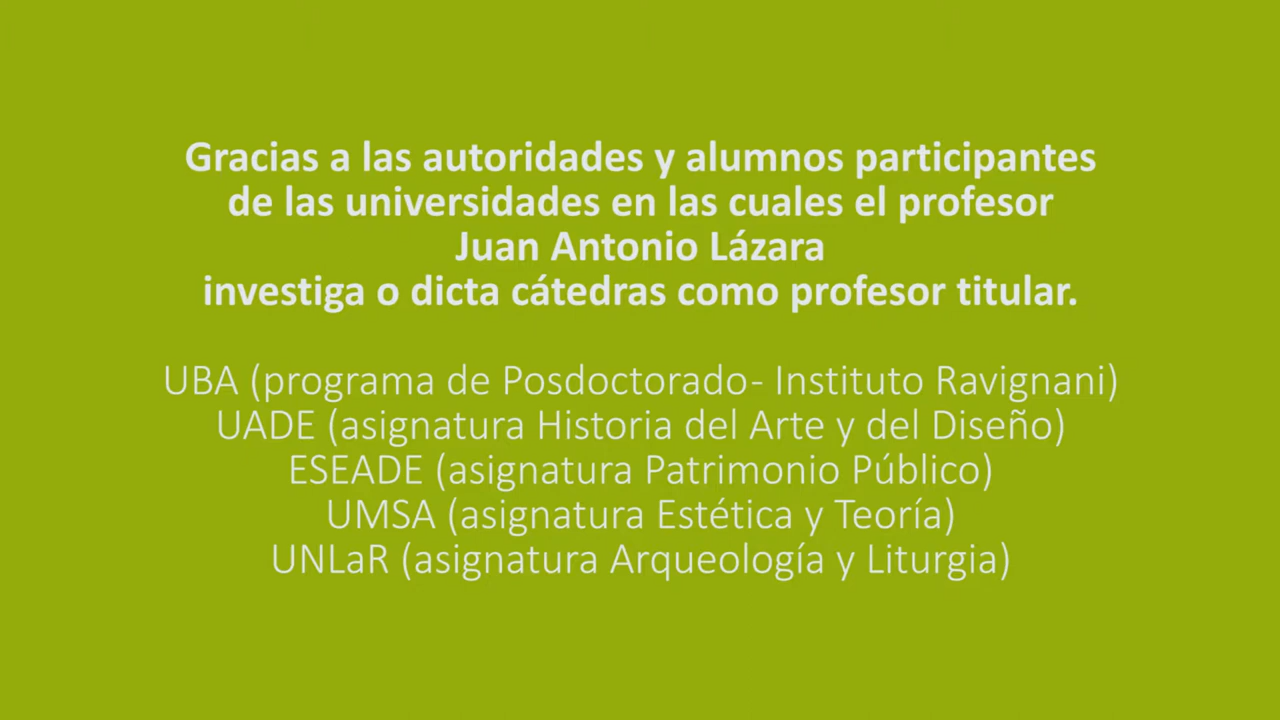 Gracias a las autoridades y alumnos participantes
de las universidades en las cuales el profesor
Juan Antonio Lázara
investiga o dicta cátedras como profesor titular.
UBA (programa de Posdoctorado- Instituto Ravignani)
UADE (asignatura Historia del Arte y del Diseño)
ESEADE (asignatura Patrimonio Público)
UMSA (asignatura Estética y Teoría)
UNLaR (asignatura Arqueología y Liturgia)